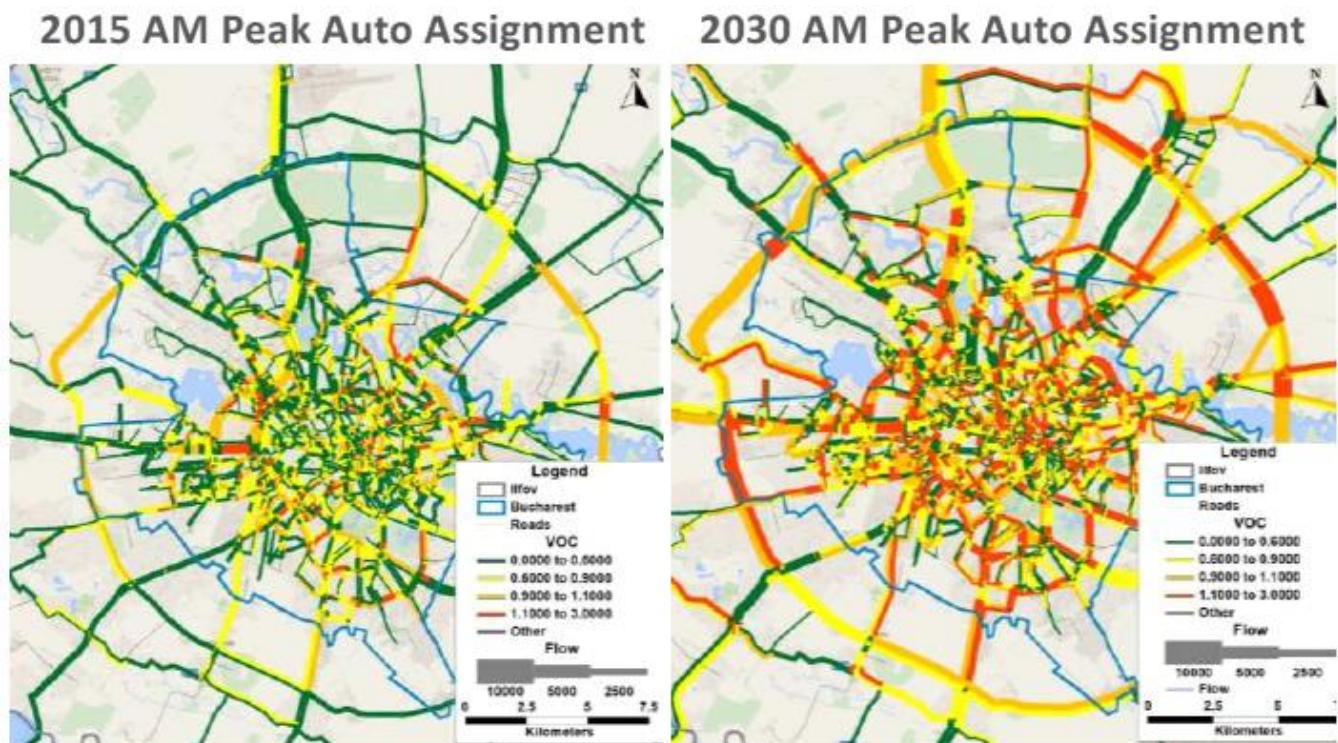 2015 AM Peak Auto Assignment
2030 AM Peak Auto Assignment
N
Legend
Ilfov
Bucharest
Roads
VOC
0.0000 to 0.6000
0.6000 to 0.9000
0.9000 to 1.1000
1.1000 to 3.0000
Other
Flow
10000 5000 2500
0 2.5 5 7.5
Kilometers
N
Legend
Ilfov
Bucharest
Roads
VOC
0.0000 to 0.6000
0.6000 to 0.9000
0.9000 to 1.1000
1.1000 to 3.0000
Other
Flow
10000 5000 2500
Flow
0 2.5 5
Kilometers